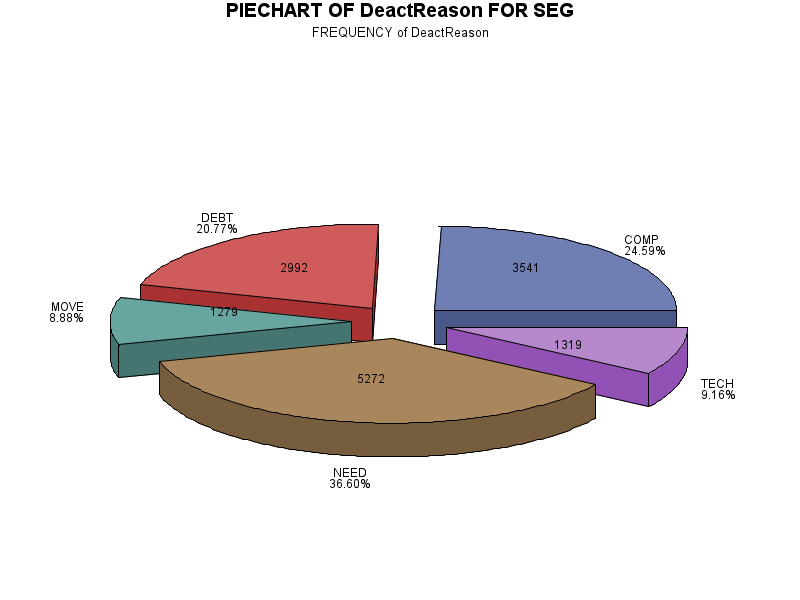 PIECHART OF DeactReason FOR SEG
FREQUENCY of DeactReason
DEBT
20.77%
COMP
24.59%
2992
3541
MOVE
8.88%
1279
1319
5272
TECH
9.16%
NEED
36.60%